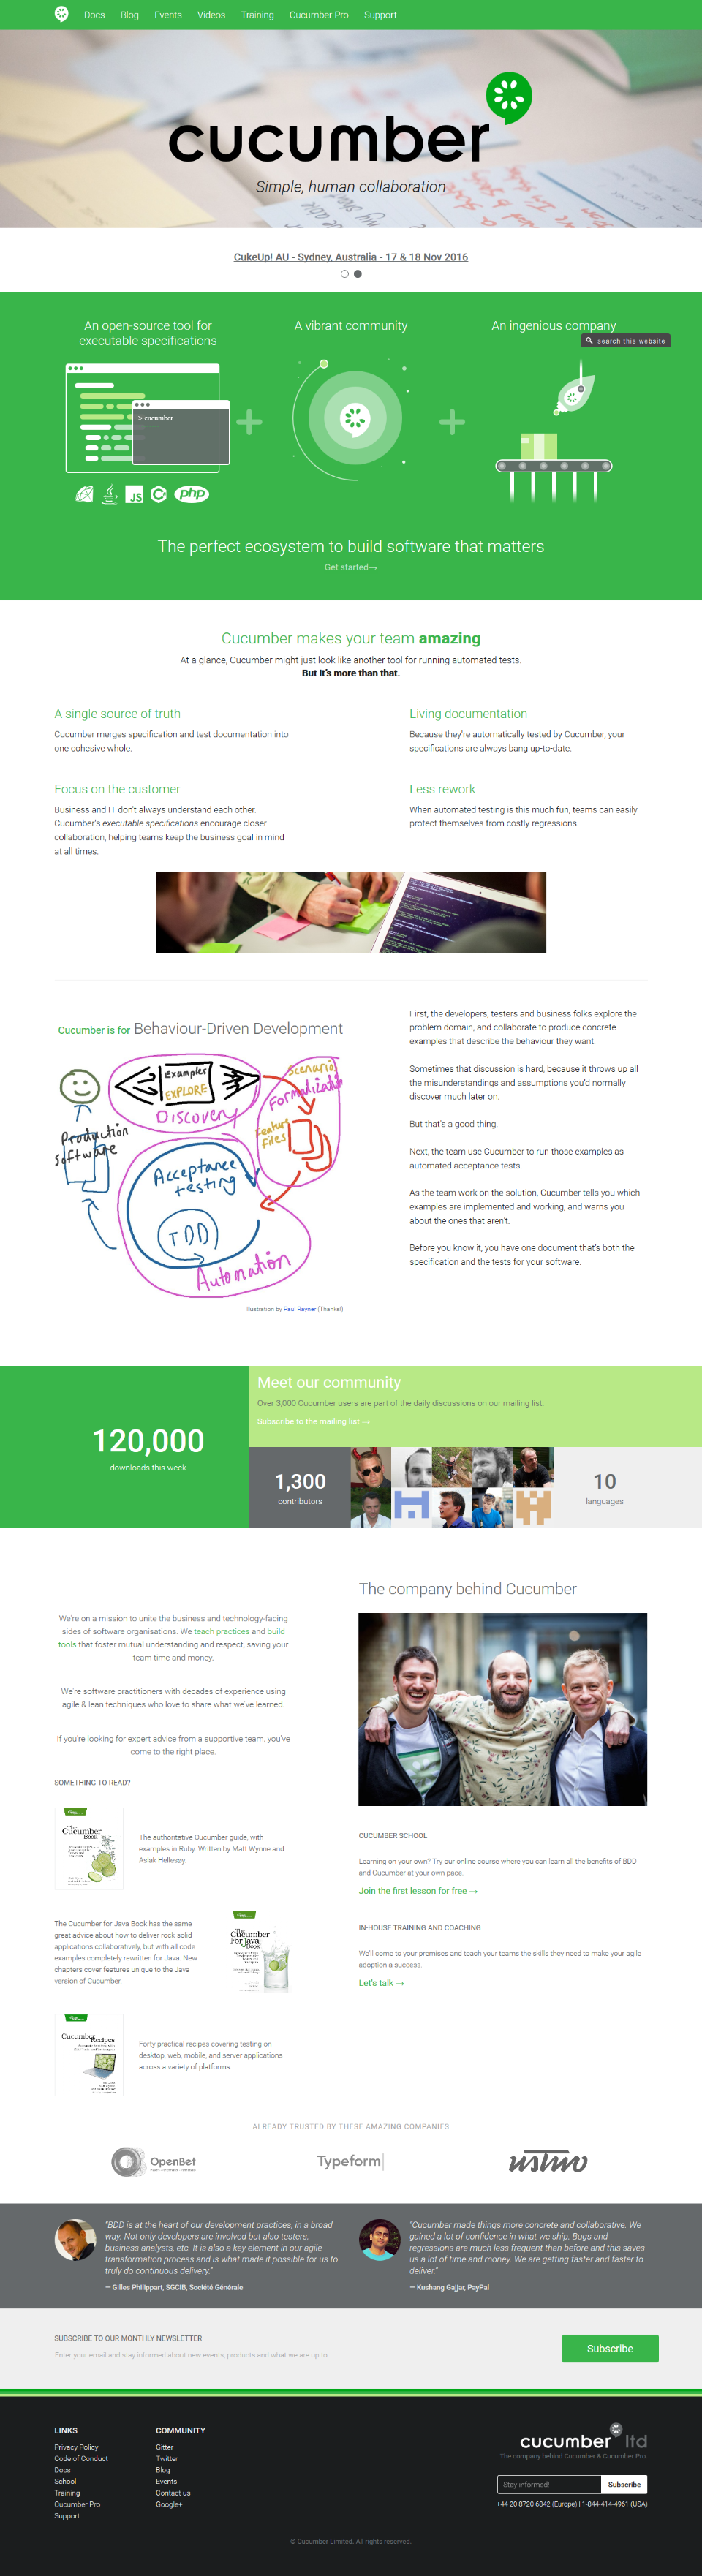 Docs Blog Events Videos Training Cucumber Pro Support
cucumber
Simple, human collaboration
CukeUp! AU - Sydney, Australia - 17 & 18 Nov 2016
An open-source tool for
executable specifications
A vibrant community
An ingenious company
search this website
> cucumber
JS
php
The perfect ecosystem to build software that matters
Get started→
Cucumber makes your team amazing
At a glance, Cucumber might just look like another tool for running automated tests.
But it's more than that.
A single source of truth
Cucumber merges specification and test documentation into
one cohesive whole.
Living documentation
Because they're automatically tested by Cucumber, your
specifications are always bang up-to-date.
Focus on the customer
Business and IT don't always understand each other.
Cucumber's executable specifications encourage closer
collaboration, helping teams keep the business goal in mind
at all times.
Less rework
When automated testing is this much fun, teams can easily
protect themselves from costly regressions.
Cucumber is for Behaviour-Driven Development
Examples
EXPLORE
Discovery
Scenario
Formalization
Feature
Files
Production
Software
Acceptance
testing
TDD
Automation
Illustration by Paul Rayner (Thanks!)
First, the developers, testers and business folks explore the
problem domain, and collaborate to produce concrete
examples that describe the behaviour they want.
Sometimes that discussion is hard, because it throws up all
the misunderstandings and assumptions you'd normally
discover much later on.
But that's a good thing.
Next, the team use Cucumber to run those examples as
automated acceptance tests.
As the team work on the solution, Cucumber tells you which
examples are implemented and working, and warns you
about the ones that aren't.
Before you know it, you have one document that's both the
specification and the tests for your software.
120,000
downloads this week
Meet our community
Over 3,000 Cucumber users are part of the daily discussions on our mailing list.
Subscribe to the mailing list →
1,300
contributors
10
languages
The company behind Cucumber
We're on a mission to unite the business and technology-facing
sides of software organisations. We teach practices and build
tools that foster mutual understanding and respect, saving your
team time and money.
We're software practitioners with decades of experience using
agile & lean techniques who love to share what we've learned.
If you're looking for expert advice from a supportive team, you've
come to the right place.
SOMETHING TO READ?
The
Cucumber
Book
The authoritative Cucumber guide, with
examples in Ruby. Written by Matt Wynne and
Aslak Hellesøy.
The Cucumber for Java Book has the same
great advice about how to deliver rock-solid
applications collaboratively, but with all code
examples completely rewritten for Java. New
chapters cover features unique to the Java
version of Cucumber.
The
Cucumber
For Java
Book
Cucumber
Recipes
Forty practical recipes covering testing on
desktop, web, mobile, and server applications
across a variety of platforms.
CUCUMBER SCHOOL
Learning on your own? Try our online course where you can learn all the benefits of BDD
and Cucumber at your own pace.
Join the first lesson for free →
IN-HOUSE TRAINING AND COACHING
We'll come to your premises and teach your teams the skills they need to make your agile
adoption a success.
Let's talk →
ALREADY TRUSTED BY THESE AMAZING COMPANIES
OpenBet
Typeform
ustwo
"BDD is at the heart of our development practices, in a broad
way. Not only developers are involved but also testers,
business analysts, etc. It is also a key element in our agile
transformation process and is what made it possible for us to
truly do continuous delivery."
— Gilles Philippart, SGCIB, Société Générale
"Cucumber made things more concrete and collaborative. We
gained a lot of confidence in what we ship. Bugs and
regressions are much less frequent than before and this saves
us a lot of time and money. We are getting faster and faster to
deliver."
— Kushang Gajjar, PayPal
SUBSCRIBE TO OUR MONTHLY NEWSLETTER
Enter your email and stay informed about new events, products and what we are up to.
Subscribe
LINKS
Privacy Policy
Code of Conduct
Docs
School
Training
Cucumber Pro
Support
COMMUNITY
Gitter
Twitter
Blog
Events
Contact us
Google+
cucumber ltd
The company behind Cucumber & Cucumber Pro.
Stay informed! Subscribe
+44 20 8720 6842 (Europe) | 1-844-414-4961 (USA)
© Cucumber Limited. All rights reserved.